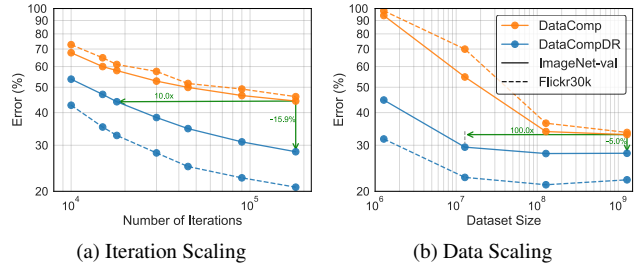 100
90
80
70
60
50
40
30
20
Error (%)
10.0x
−15.9%
10⁴
10⁵
Number of Iterations
(a) Iteration Scaling
100
90
80
70
60
50
40
30
20
Error (%)
DataComp
DataCompDR
ImageNet-val
Flickr30k
100.0x
−5.0%
10⁶
10⁷
10⁸
10⁹
Dataset Size
(b) Data Scaling